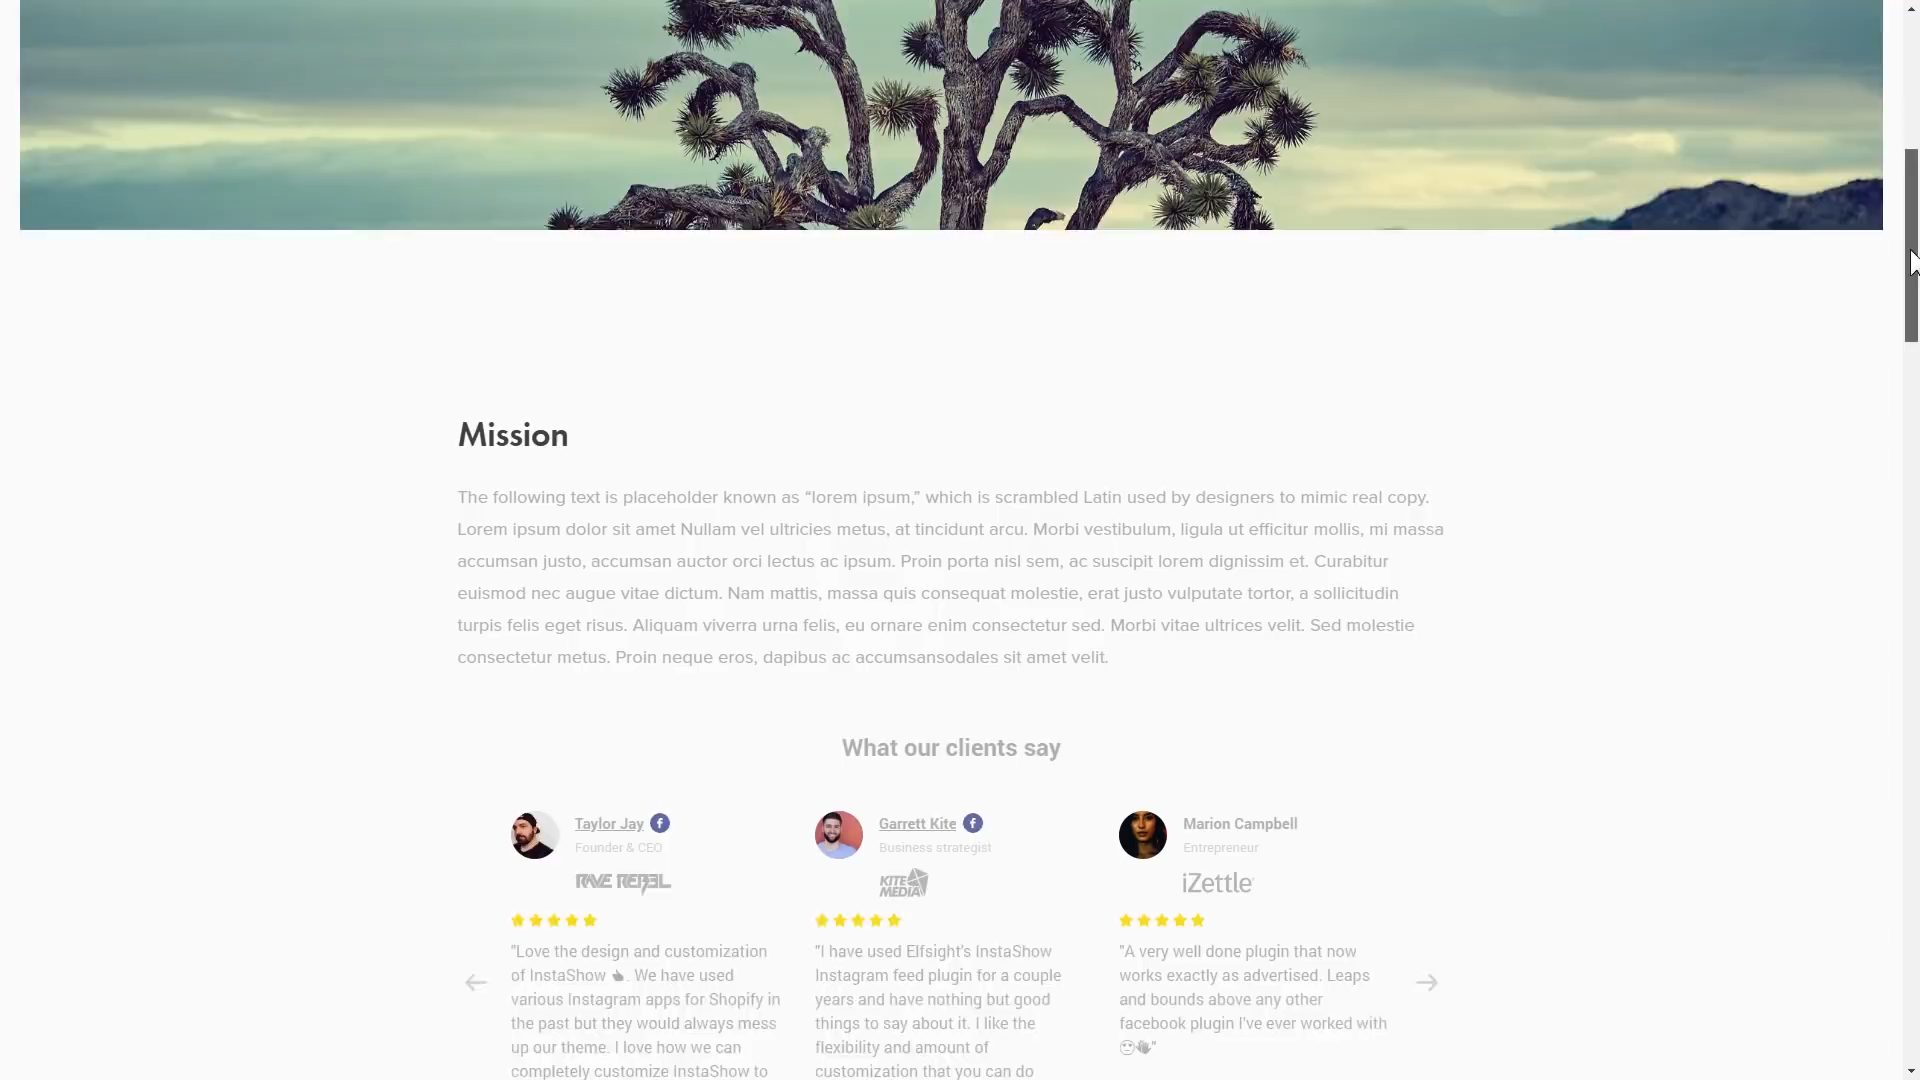 Mission
The following text is placeholder known as “lorem ipsum,” which is scrambled Latin used by designers to mimic real copy.
Lorem ipsum dolor sit amet Nullam vel ultricies metus, at tincidunt arcu. Morbi vestibulum, ligula ut efficitur mollis, mi massa
accumsan justo, accumsan auctor orci lectus ac ipsum. Proin porta nisl sem, ac suscipit lorem dignissim et. Curabitur
euismod nec augue vitae dictum. Nam mattis, massa quis consequat molestie, erat justo vulputate tortor, a sollicitudin
turpis felis eget risus. Aliquam viverra urna felis, eu ornare enim consectetur sed. Morbi vitae ultrices velit. Sed molestie
consectetur metus. Proin neque eros, dapibus ac accumsansodales sit amet velit.
What our clients say
Taylor Jay
Founder & CEO
RAVE REBEL
"Love the design and customization
of InstaShow 👆. We have used
various Instagram apps for Shopify in
the past but they would always mess
up our theme. I love how we can
completely customize InstaShow to
Garrett Kite
Business strategist
KITE
MEDIA
"I have used Elfsight's InstaShow
Instagram feed plugin for a couple
years and have nothing but good
things to say about it. I like the
flexibility and amount of
customization that you can do
Marion Campbell
Entrepreneur
iZettle
"A very well done plugin that now
works exactly as advertised. Leaps
and bounds above any other
facebook plugin I've ever worked with
"